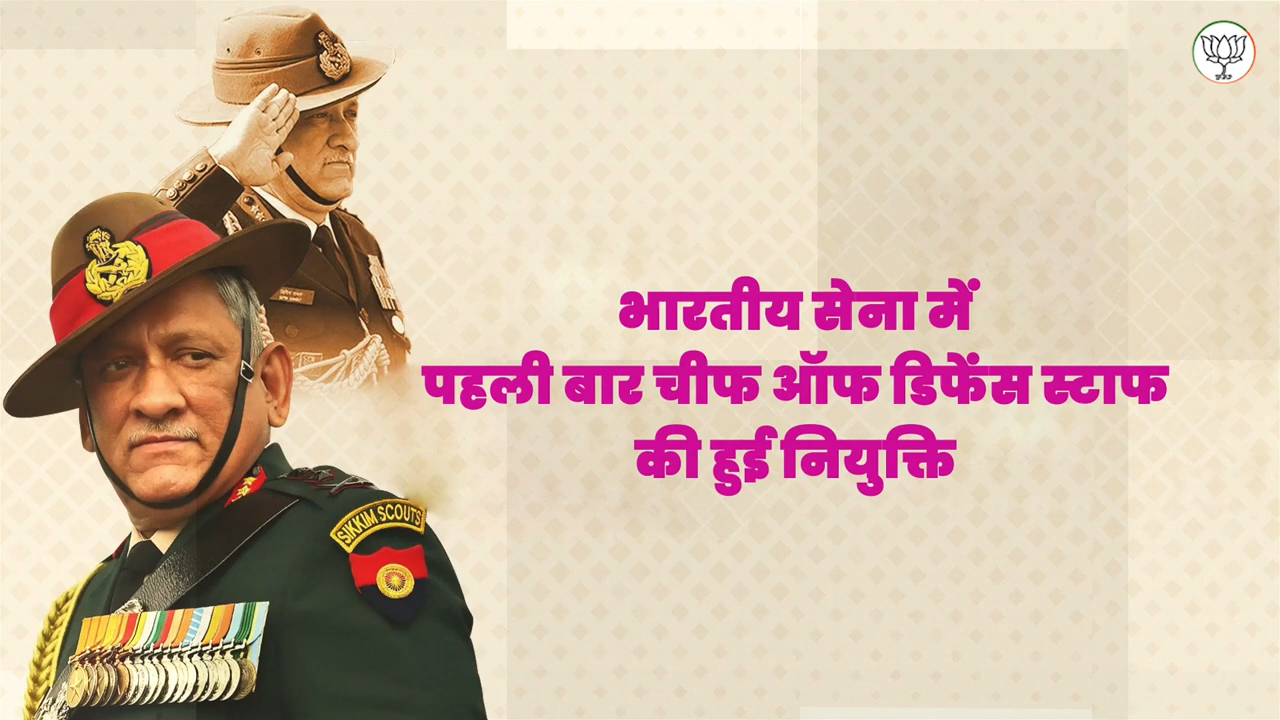 भारतीय सेना में
पहली बार चीफ ऑफ डिफेंस स्टाफ
की हुई नियुक्ति
SIKKIM SCOUTS